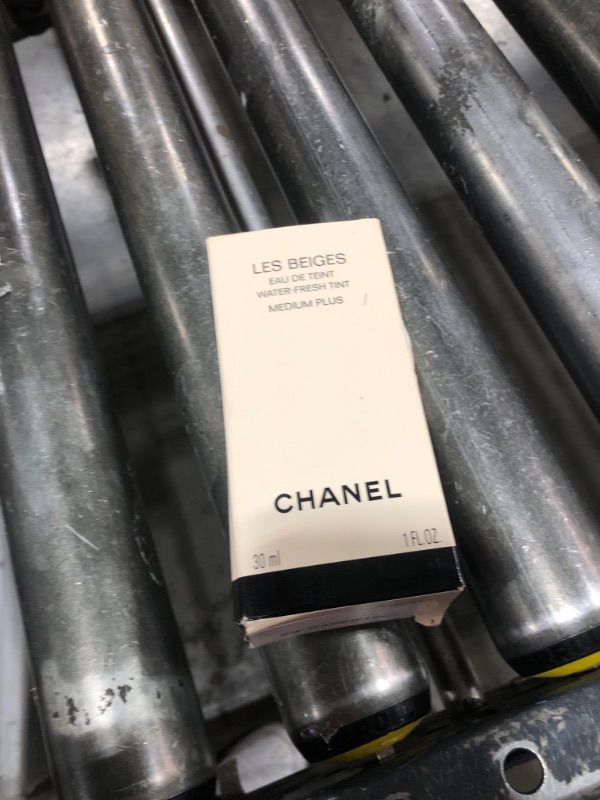 LES BEIGES
EAU DE TEINT
WATER-FRESH TINT
MEDIUM PLUS
CHANEL
30 ml 1 FL.OZ.